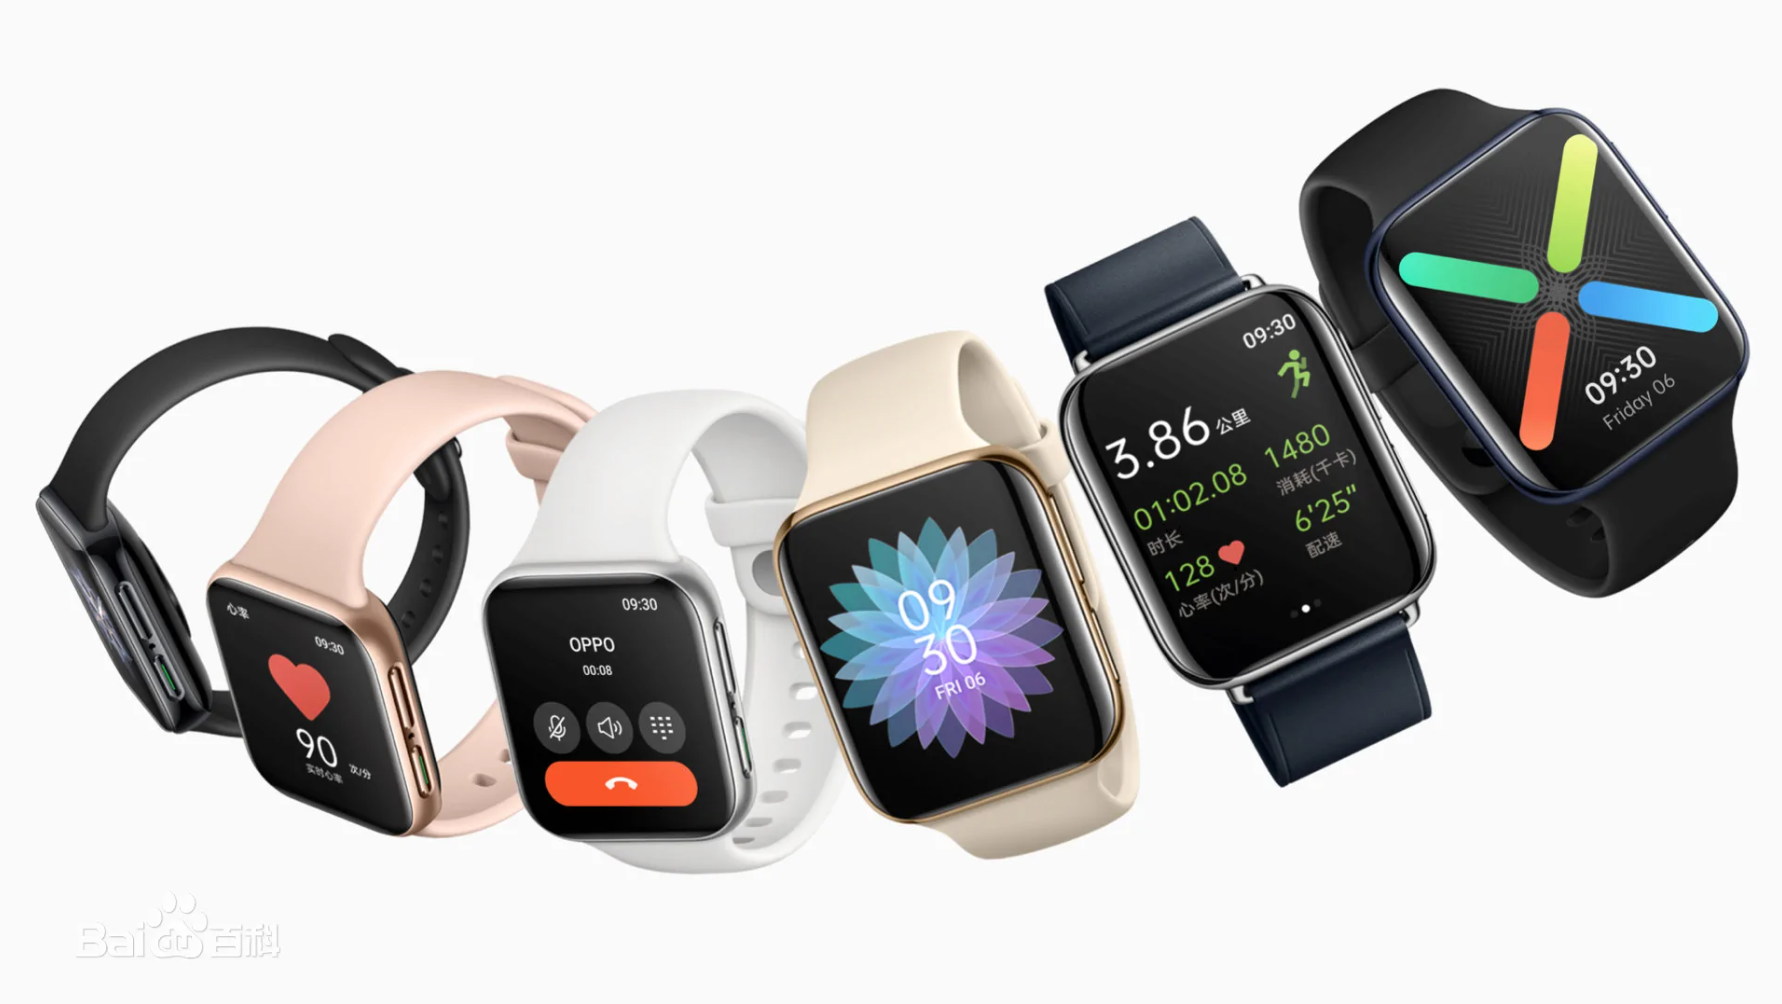 心率
09:30
90
次/分
实时心率
09:30
OPPO
00:08
09
30
FRI 06
09:30
3.86 公里
01:02.08
时长
1480
消耗(千卡)
128
心率(次/分)
6'25"
配速
09:30
Friday 06
Baidu百科